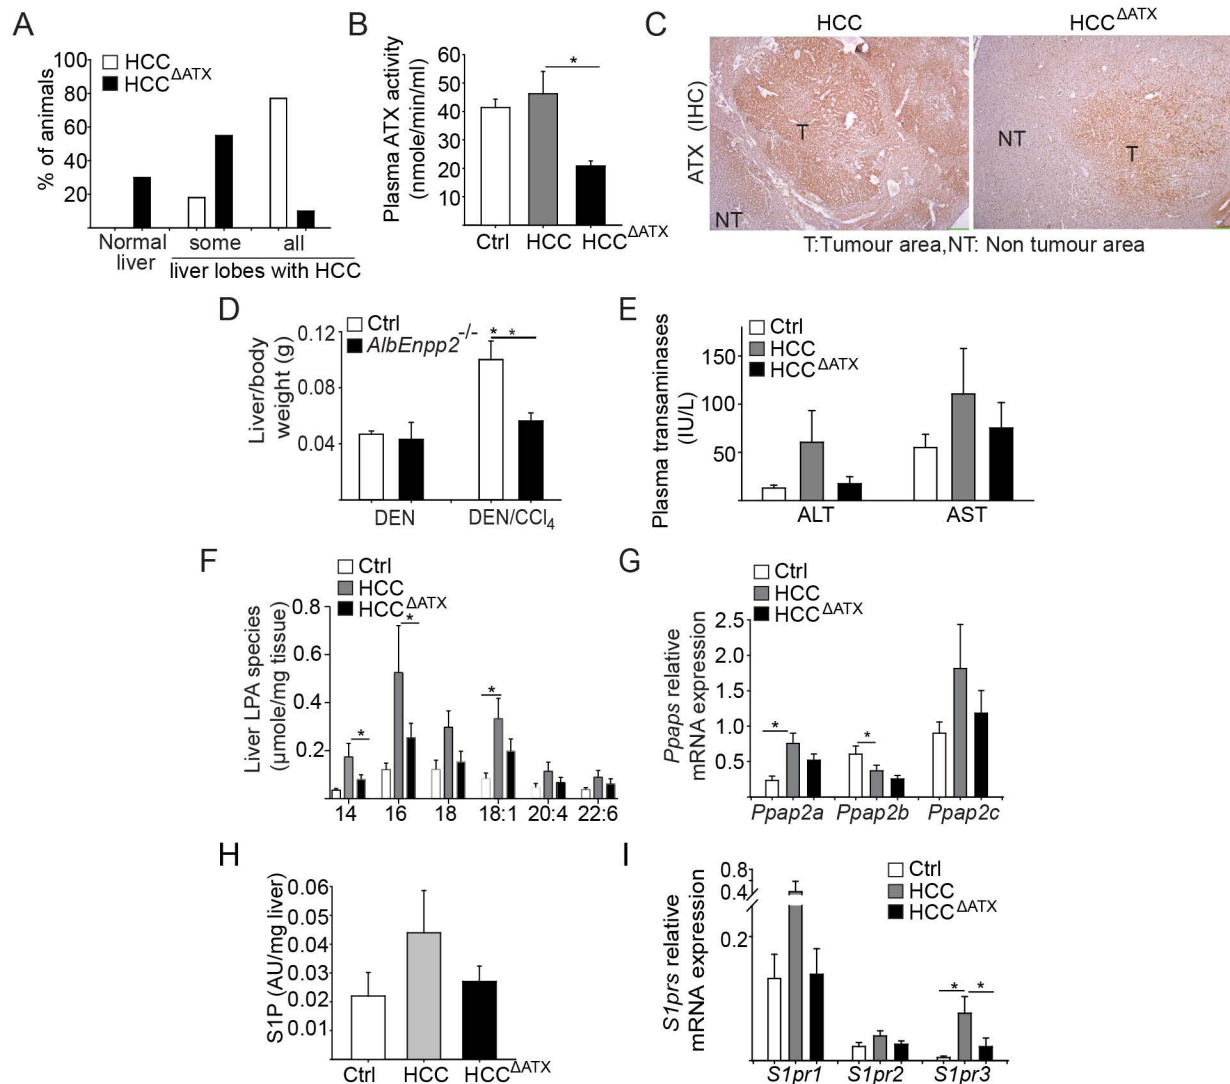 A
HCC
HCC^ΔATX
% of animals
100
80
60
40
20
Normal liver
some
all
liver lobes with HCC
B
Plasma ATX activity
(nmole/min/ml)
60
50
40
30
20
10
Ctrl
HCC
HCC^ΔATX
*
C
HCC
HCC^ΔATX
ATX (IHC)
T
NT
NT
T
T:Tumour area,NT: Non tumour area
D
Ctrl
AlbEnpp2^-/-
Liver/body
weight (g)
0.12
0.08
0.04
* *
DEN
DEN/CCl₄
E
Ctrl
HCC
HCC^ΔATX
Plasma transaminases
(IU/L)
150
100
50
ALT
AST
F
Ctrl
HCC
HCC^ΔATX
Liver LPA species
(µmole/mg tissue)
0.8
0.6
0.4
0.2
*
*
*
14
16
18
18:1
20:4
22:6
G
Ctrl
HCC
HCC^ΔATX
Ppaps relative
mRNA expression
2.5
2.0
1.5
1.0
0.5
*
*
Ppap2a
Ppap2b
Ppap2c
H
S1P (AU/mg liver)
0.06
0.05
0.04
0.03
0.02
0.01
Ctrl
HCC
HCC^ΔATX
I
Ctrl
HCC
HCC^ΔATX
S1prs relative
mRNA expression
0.8
0.4
0.2
*
*
S1pr1
S1pr2
S1pr3